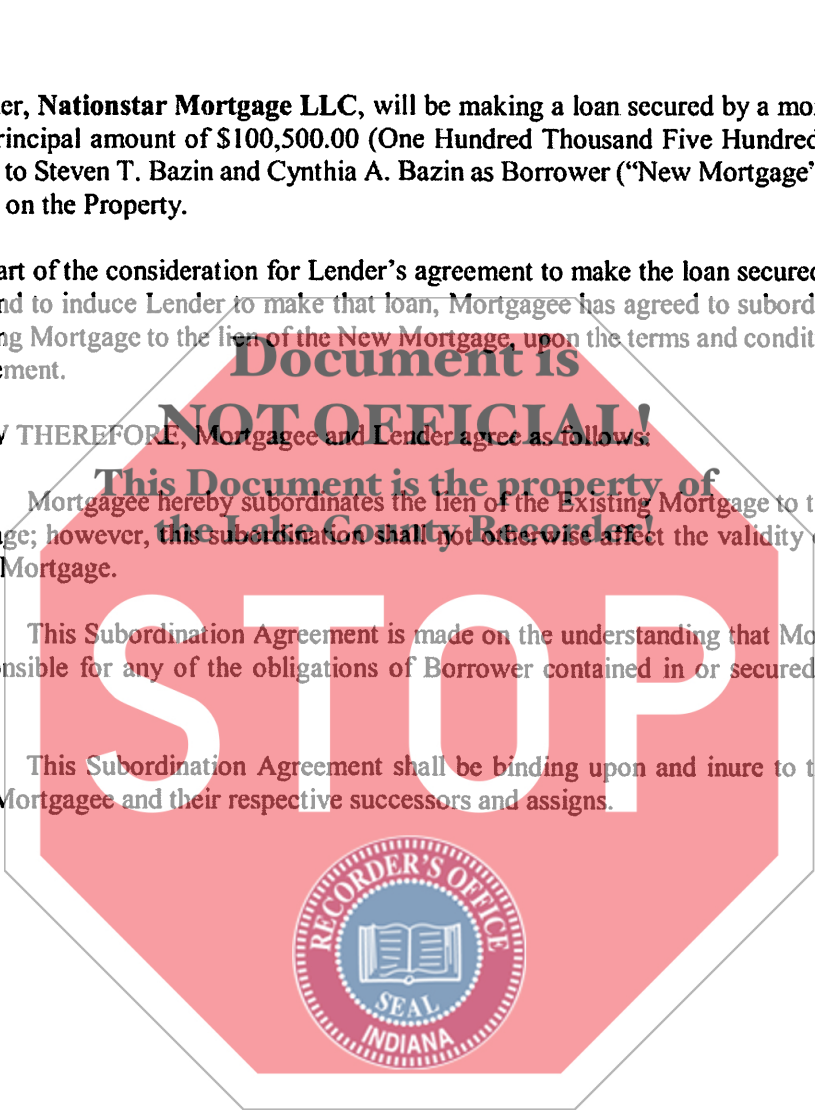 er, Nationstar Mortgage LLC, will be making a loan secured by a mo
rincipal amount of $100,500.00 (One Hundred Thousand Five Hundred
to Steven T. Bazin and Cynthia A. Bazin as Borrower (“New Mortgage”
on the Property.
art of the consideration for Lender’s agreement to make the loan secured
nd to induce Lender to make that loan, Mortgagee has agreed to subord
ng Mortgage to the lien of the New Mortgage, upon the terms and condit
ement.
Document is
NOT OFFICIAL!
THEREFORE, Mortgagee and Lender agree as follows:
This Document is the property of
Mortgagee hereby subordinates the lien of the Existing Mortgage to t
the Lake County Recorder!
ge; however, this subordination shall not otherwise affect the validity
Mortgage.
This Subordination Agreement is made on the understanding that Mo
nsible for any of the obligations of Borrower contained in or secured
STOP
This Subordination Agreement shall be binding upon and inure to t
Mortgagee and their respective successors and assigns.
RECORDER’S OFFICE
SEAL
INDIANA